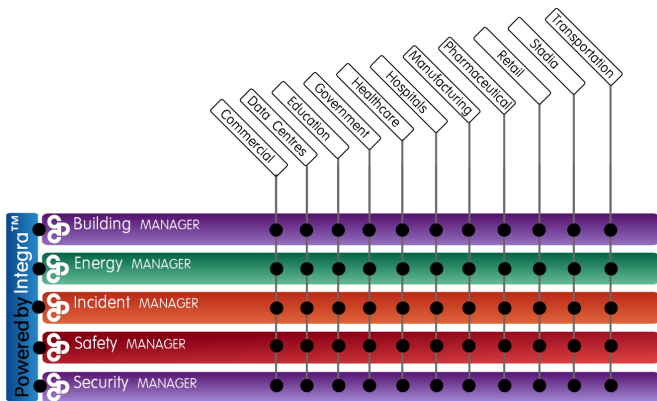 Commercial
Data Centres
Education
Government
Healthcare
Hospitals
Manufacturing
Pharmaceutical
Retail
Stadia
Transportation
Powered by Integra™
Building MANAGER
Energy MANAGER
Incident MANAGER
Safety MANAGER
Security MANAGER